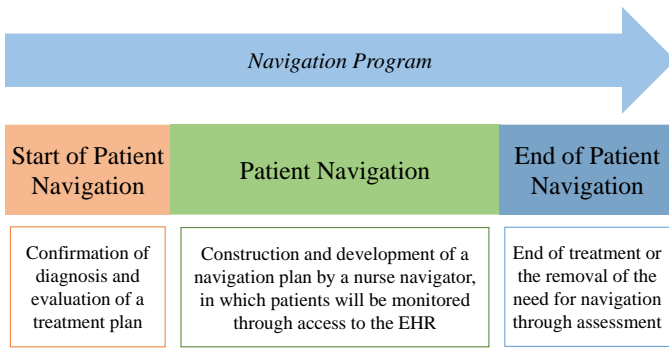 Navigation Program
Start of Patient
Navigation
Patient Navigation
End of Patient
Navigation
Confirmation of
diagnosis and
evaluation of a
treatment plan
Construction and development of a
navigation plan by a nurse navigator,
in which patients will be monitored
through access to the EHR
End of treatment or
the removal of the
need for navigation
through assessment